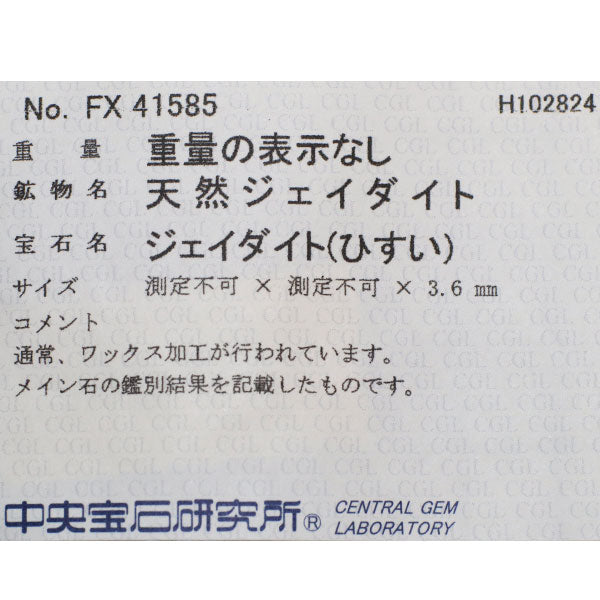 No. FX 41585 H102824
重量 重量の表示なし
鉱物名 天然ジェイダイト
宝石名 ジェイダイト(ひすい)
サイズ 測定不可 × 測定不可 × 3.6 mm
コメント
通常、ワックス加工が行われています。
メイン石の鑑別結果を記載したものです。
中央宝石研究所® CENTRAL GEM
LABORATORY